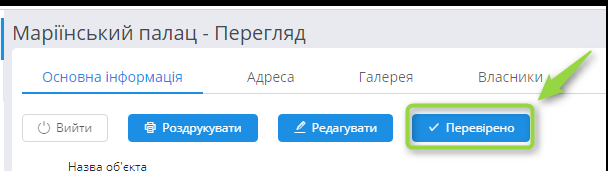 Маріїнський палац - Перегляд
Основна інформація Адреса Галерея Власники
Вийти Роздрукувати Редагувати Перевірено
Назва об'єкта